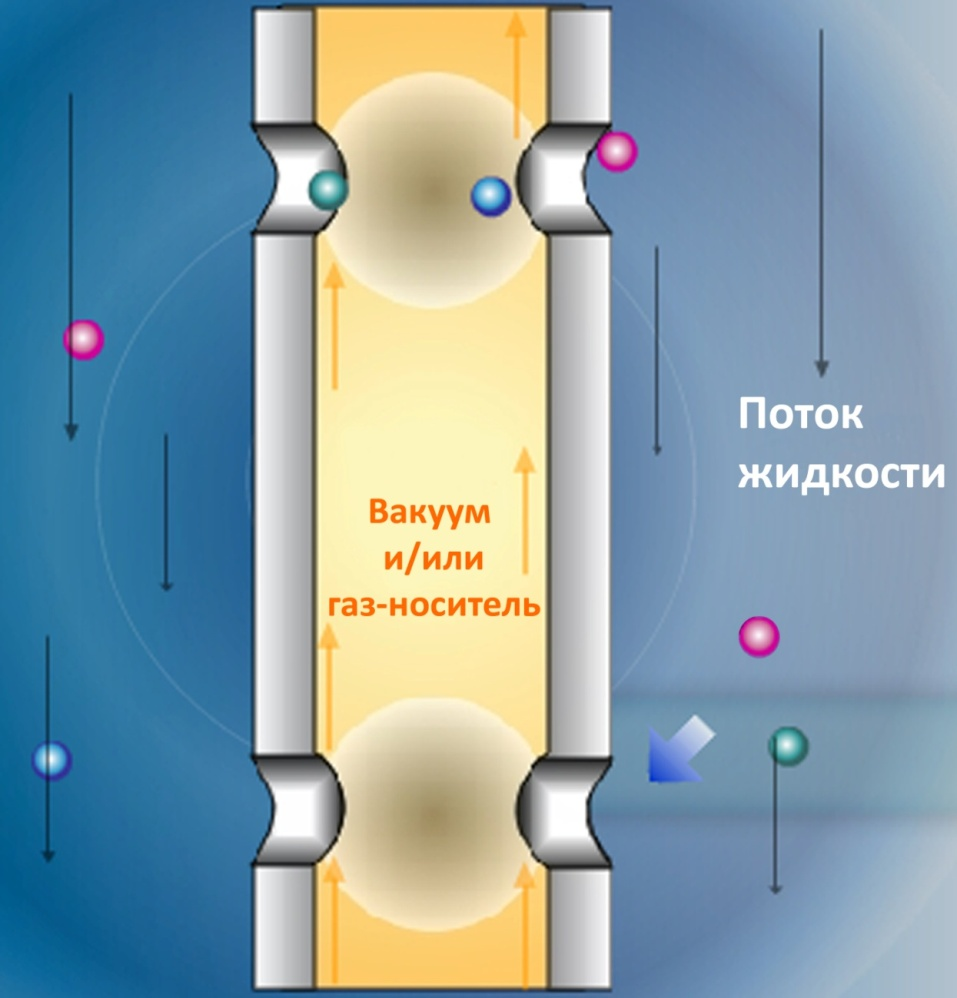 Поток
жидкости
Вакуум
и/или
газ-носитель